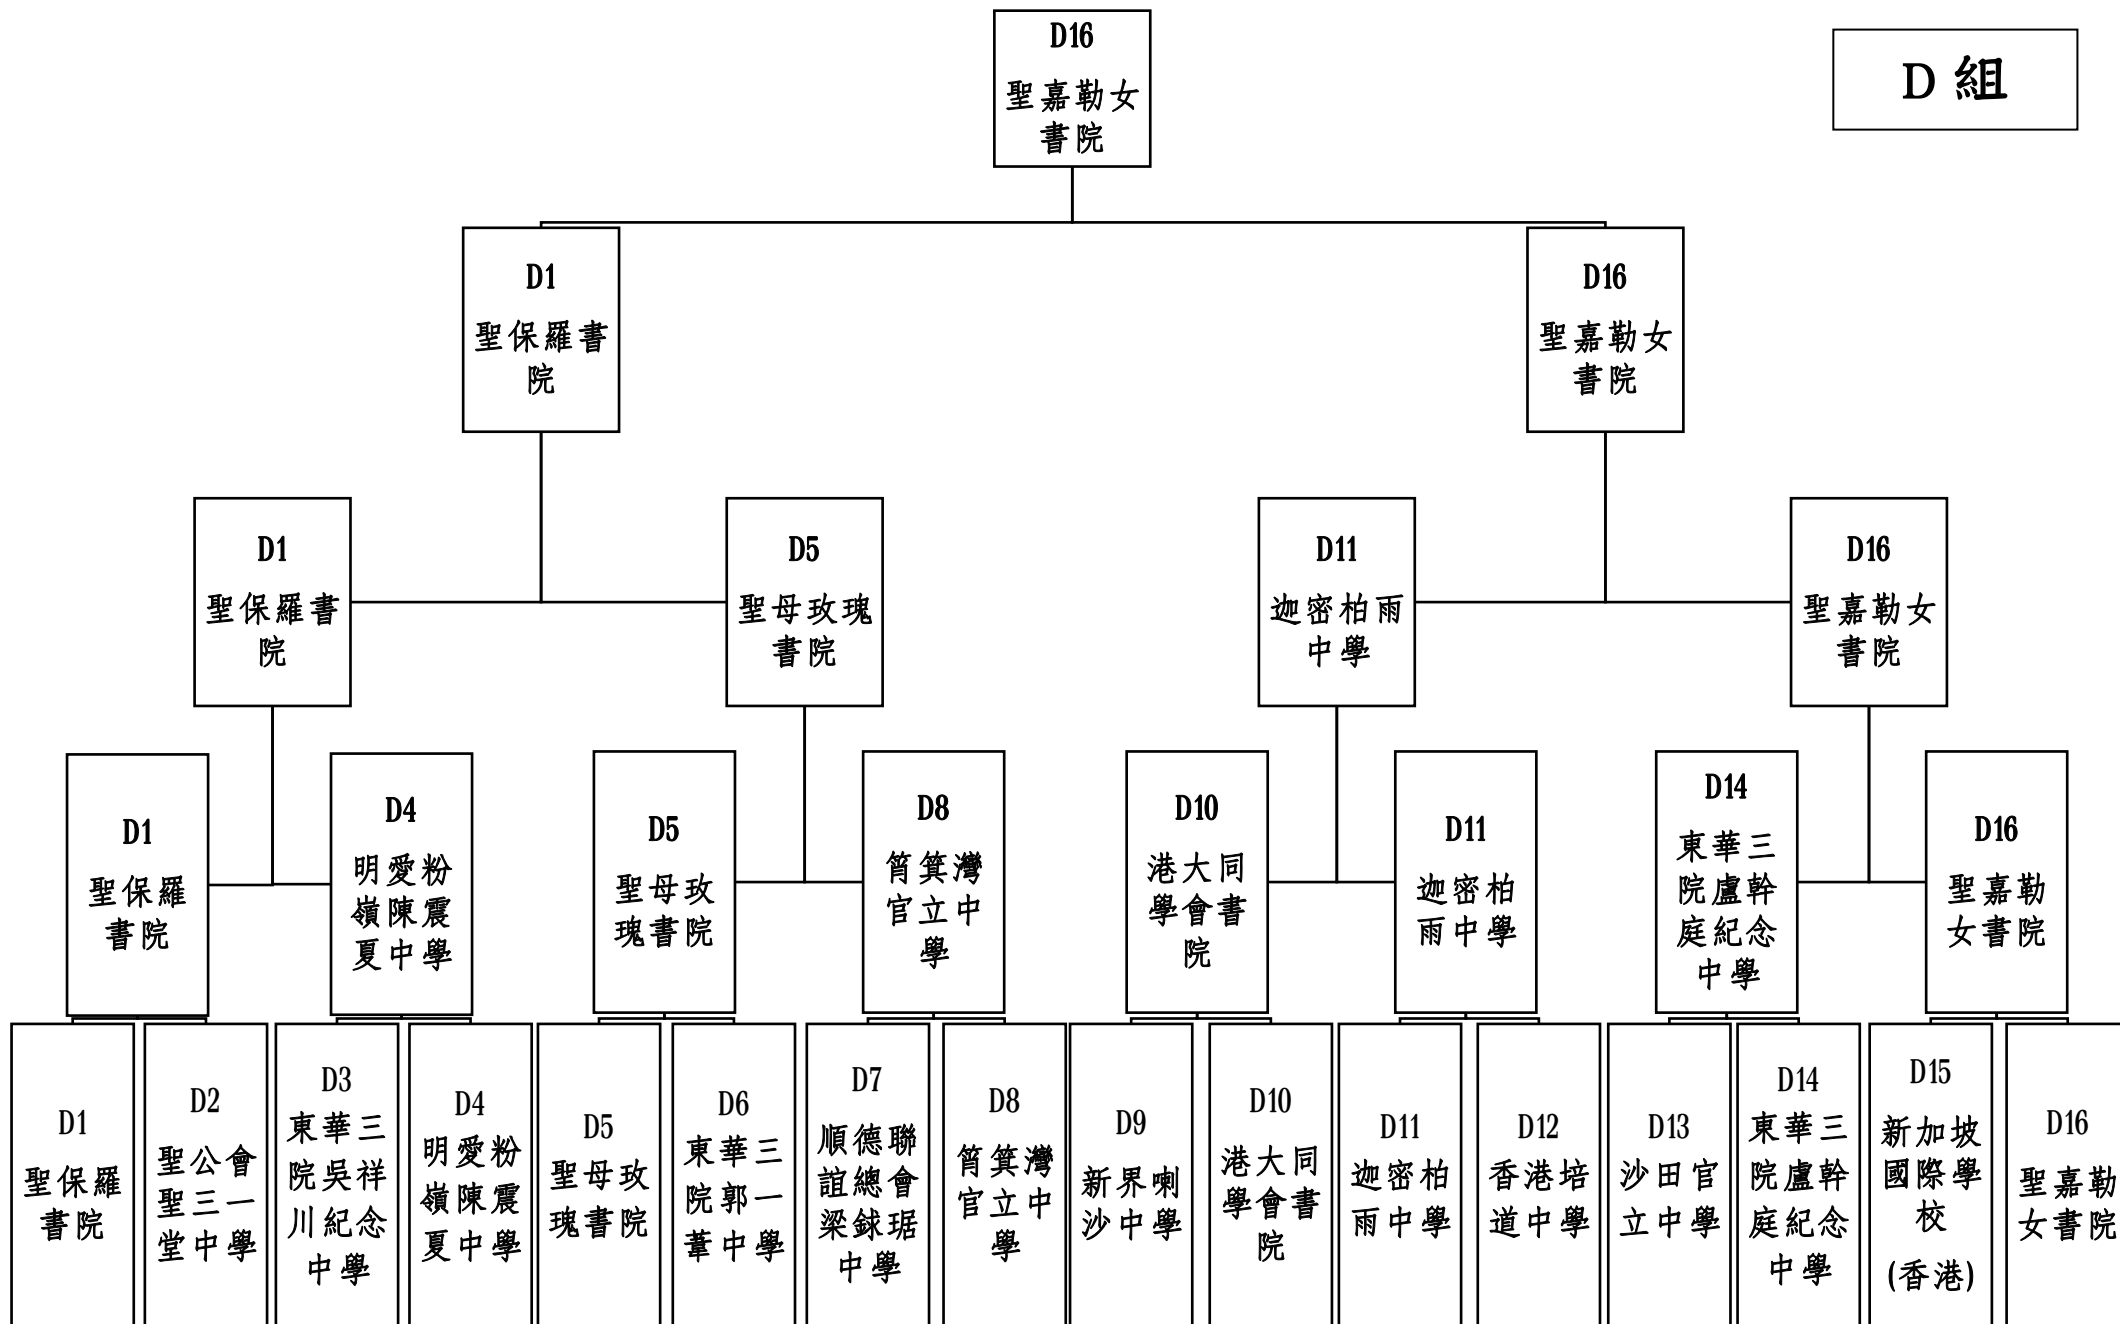 D16
聖嘉勒女
書院
D 組
D1
聖保羅書
院
D16
聖嘉勒女
書院
D1
聖保羅書
院
D5
聖母玫瑰
書院
D11
迦密柏雨
中學
D16
聖嘉勒女
書院
D1
聖保羅
書院
D4
明愛粉
嶺陳震
夏中學
D5
聖母玫
瑰書院
D8
筲箕灣
官立中
學
D10
港大同
學會書
院
D11
迦密柏
雨中學
D14
東華三
院盧幹
庭紀念
中學
D16
聖嘉勒
女書院
D1
聖保羅
書院
D2
聖公會
聖三一
堂中學
D3
東華三
院吳祥
川紀念
中學
D4
明愛粉
嶺陳震
夏中學
D5
聖母玫
瑰書院
D6
東華三
院郭一
葦中學
D7
順德聯
誼總會
梁銶琚
中學
D8
筲箕灣
官立中
學
D9
新界喇
沙中學
D10
港大同
學會書
院
D11
迦密柏
雨中學
D12
香港培
道中學
D13
沙田官
立中學
D14
東華三
院盧幹
庭紀念
中學
D15
新加坡
國際學
校
(香港)
D16
聖嘉勒
女書院